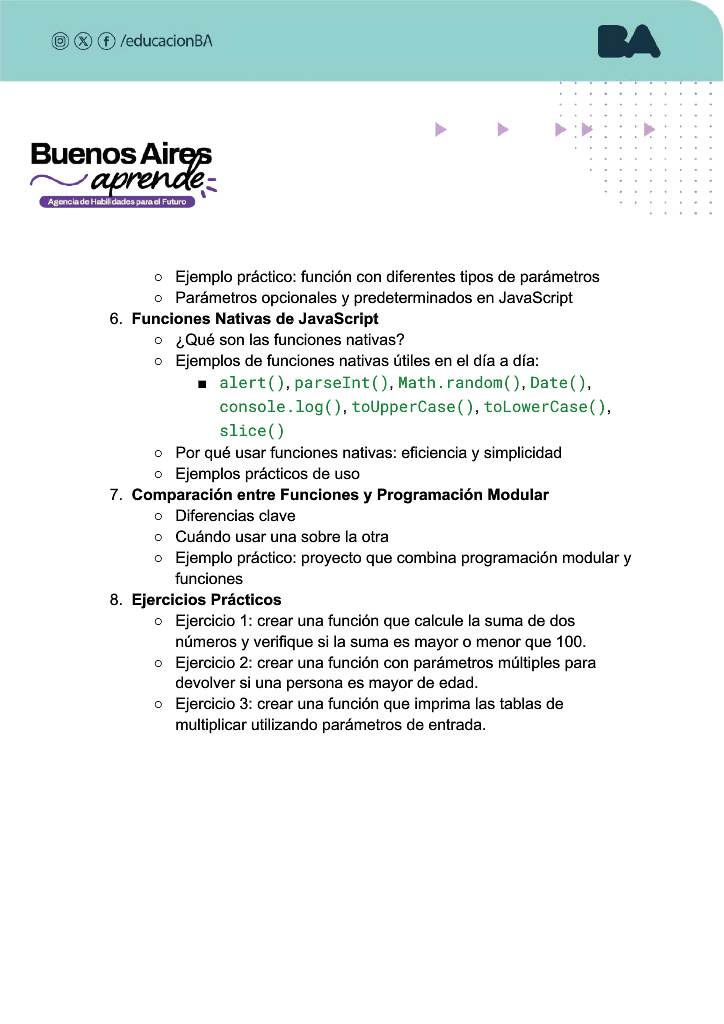 /educacionBA
BA
Buenos Aires
aprende
Agencia de Habilidades para el Futuro
○ Ejemplo práctico: función con diferentes tipos de parámetros
○ Parámetros opcionales y predeterminados en JavaScript
6. Funciones Nativas de JavaScript
○ ¿Qué son las funciones nativas?
○ Ejemplos de funciones nativas útiles en el día a día:
■ alert(), parseInt(), Math.random(), Date(),
console.log(), toUpperCase(), toLowerCase(),
slice()
○ Por qué usar funciones nativas: eficiencia y simplicidad
○ Ejemplos prácticos de uso
7. Comparación entre Funciones y Programación Modular
○ Diferencias clave
○ Cuándo usar una sobre la otra
○ Ejemplo práctico: proyecto que combina programación modular y
funciones
8. Ejercicios Prácticos
○ Ejercicio 1: crear una función que calcule la suma de dos
números y verifique si la suma es mayor o menor que 100.
○ Ejercicio 2: crear una función con parámetros múltiples para
devolver si una persona es mayor de edad.
○ Ejercicio 3: crear una función que imprima las tablas de
multiplicar utilizando parámetros de entrada.